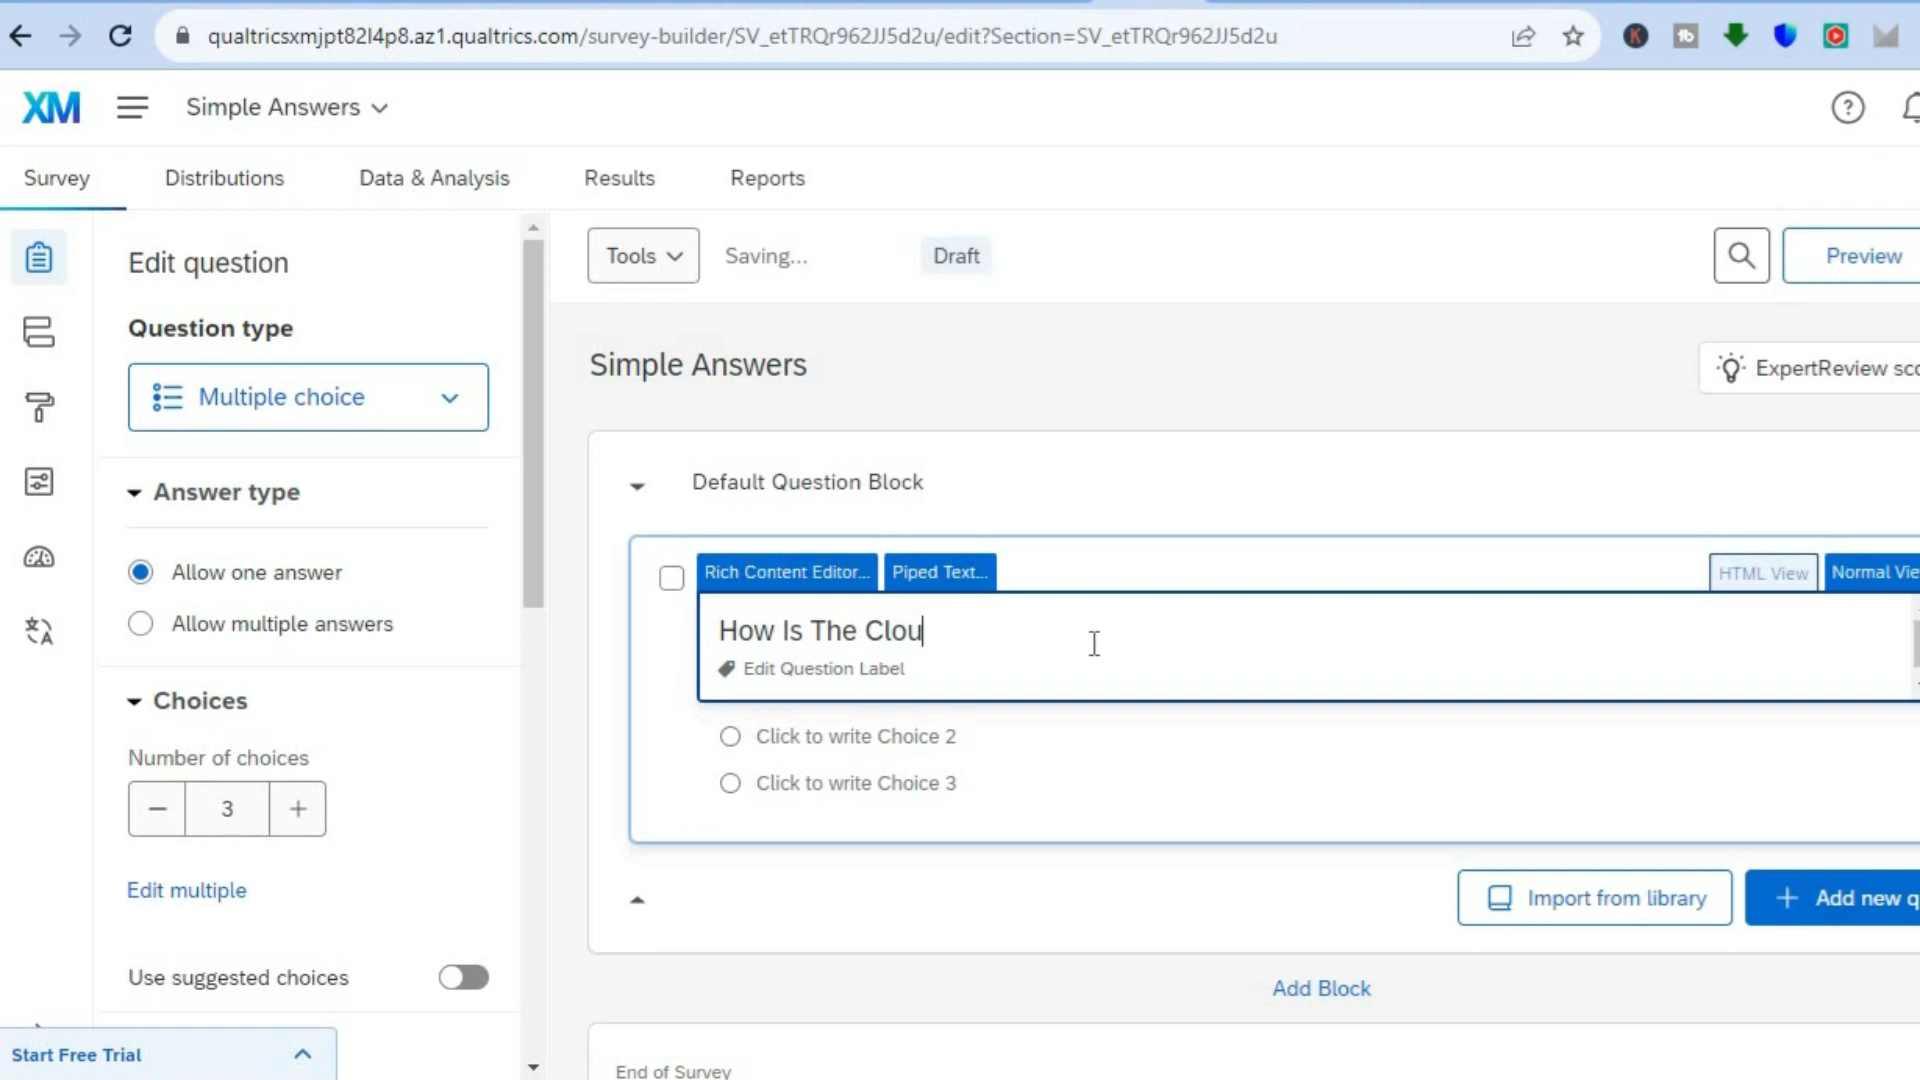 qualtricsxmjpt82l4p8.az1.qualtrics.com/survey-builder/SV_etTRQr962JJ5d2u/edit?Section=SV_etTRQr962JJ5d2u
XM
Simple Answers
Survey
Distributions
Data & Analysis
Results
Reports
Edit question
Question type
Multiple choice
Answer type
Allow one answer
Allow multiple answers
Choices
Number of choices
3
Edit multiple
Use suggested choices
Start Free Trial
Tools
Saving...
Draft
Preview
Simple Answers
ExpertReview sco
Default Question Block
Rich Content Editor...
Piped Text...
HTML View
Normal Vie
How Is The Clou
Edit Question Label
Click to write Choice 2
Click to write Choice 3
Import from library
Add new q
Add Block
End of Survey